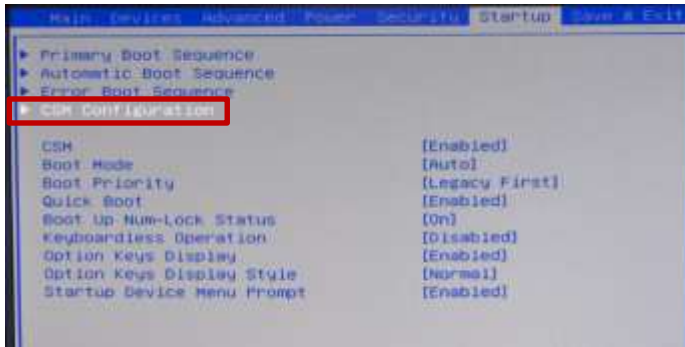 Main Devices Advanced Power Security Startup Save & Exit
Primary Boot Sequence
Automatic Boot Sequence
Error Boot Sequence
CSM Configuration
CSM [Enabled]
Boot Mode [Auto]
Boot Priority [Legacy First]
Quick Boot [Enabled]
Boot Up Num-Lock Status [On]
Keyboardless Operation [Disabled]
Option Keys Display [Enabled]
Option Keys Display Style [Normal]
Startup Device Menu Prompt [Enabled]